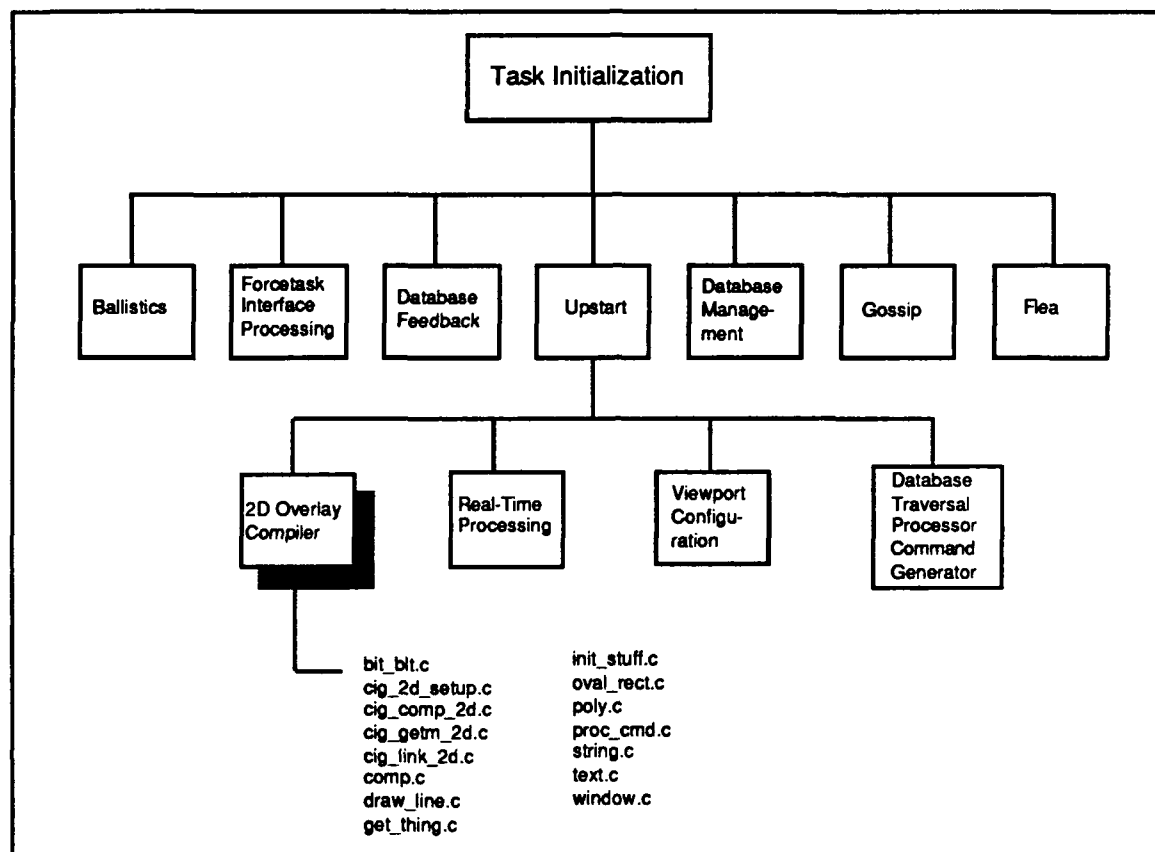 Task Initialization
Ballistics
Forcetask
Interface
Processing
Database
Feedback
Upstart
Database
Manage-
ment
Gossip
Flea
2D Overlay
Compiler
Real-Time
Processing
Viewport
Configu-
ration
Database
Traversal
Processor
Command
Generator
bit_blt.c
cig_2d_setup.c
cig_comp_2d.c
cig_getm_2d.c
cig_link_2d.c
comp.c
draw_line.c
get_thing.c
init_stuff.c
oval_rect.c
poly.c
proc_cmd.c
string.c
text.c
window.c